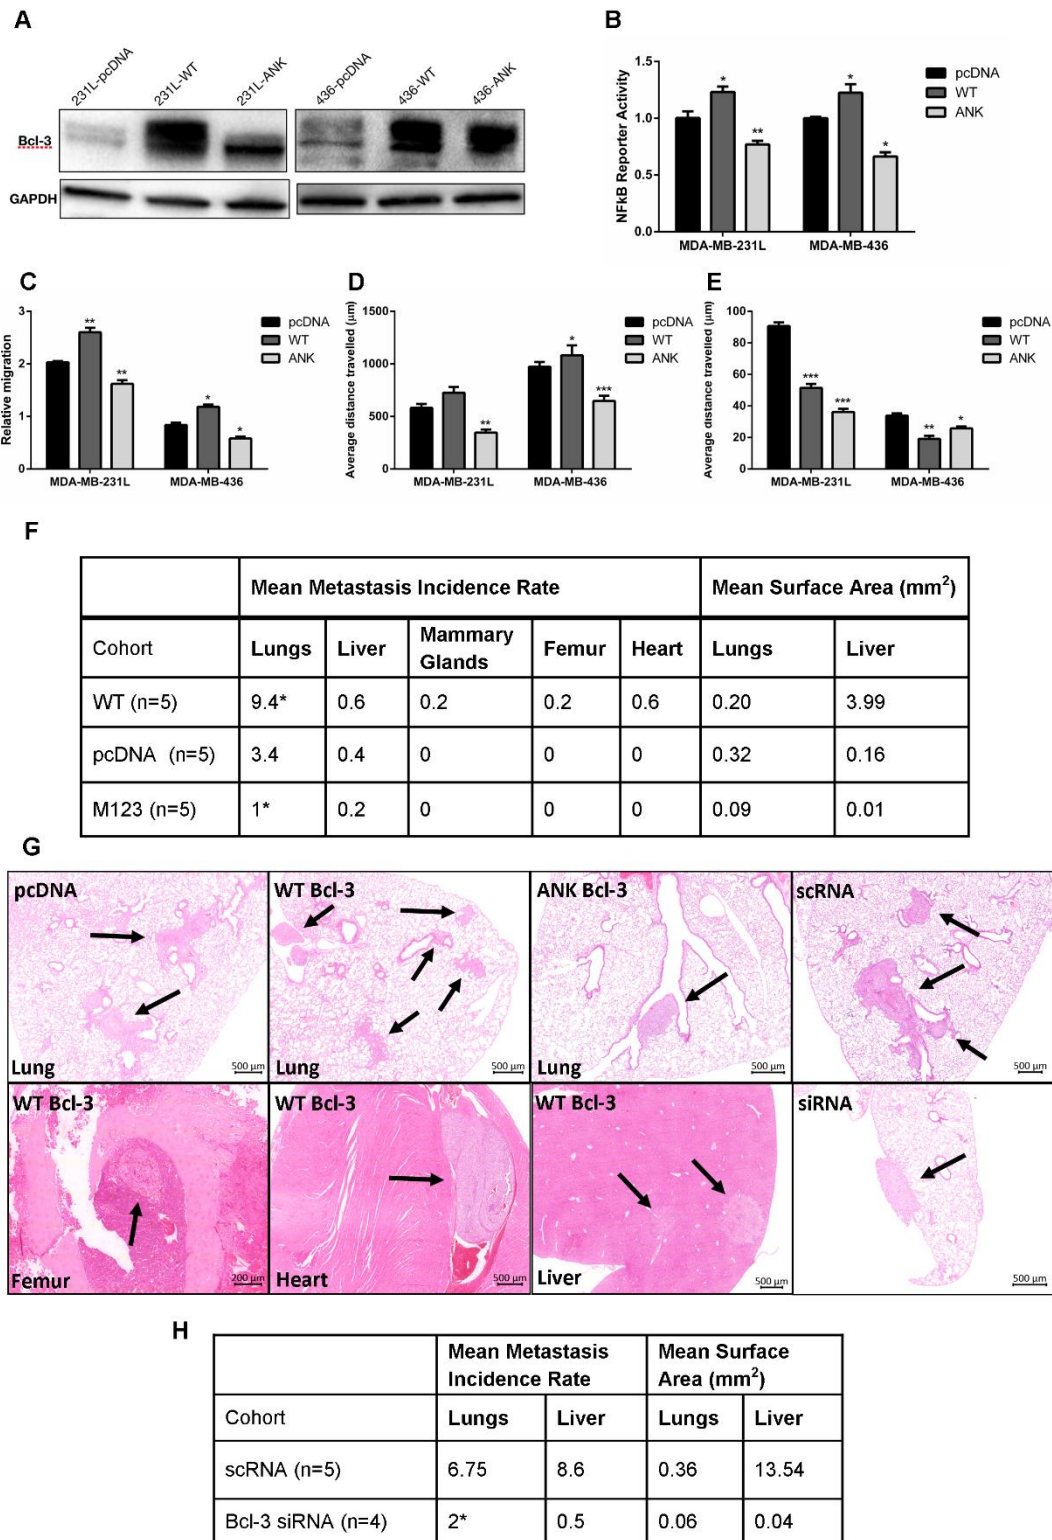 A
231L-pcDNA
231L-WT
231L-ANK
436-pcDNA
436-WT
436-ANK
Bcl-3
GAPDH
B
NFkB Reporter Activity
1.5
1.0
0.5
0.0
*
**
*
*
MDA-MB-231L
MDA-MB-436
pcDNA
WT
ANK
C
Relative migration
3
2
1
0
**
**
*
*
MDA-MB-231L
MDA-MB-436
pcDNA
WT
ANK
D
Average distance travelled (µm)
1500
1000
500
0
**
*
***
MDA-MB-231L
MDA-MB-436
pcDNA
WT
ANK
E
Average distance travelled (µm)
100
80
60
40
20
0
***
***
**
*
MDA-MB-231L
MDA-MB-436
pcDNA
WT
ANK
F
Mean Metastasis Incidence Rate
Mean Surface Area (mm²)
Cohort Lungs Liver Mammary Glands Femur Heart Lungs Liver
WT (n=5) 9.4* 0.6 0.2 0.2 0.6 0.20 3.99
pcDNA (n=5) 3.4 0.4 0 0 0 0.32 0.16
M123 (n=5) 1* 0.2 0 0 0 0.09 0.01
G
pcDNA
Lung
500 µm
WT Bcl-3
Lung
500 µm
ANK Bcl-3
Lung
500 µm
scRNA
500 µm
WT Bcl-3
Femur
200 µm
WT Bcl-3
Heart
500 µm
WT Bcl-3
Liver
500 µm
siRNA
500 µm
H
Mean Metastasis Incidence Rate
Mean Surface Area (mm²)
Cohort Lungs Liver Lungs Liver
scRNA (n=5) 6.75 8.6 0.36 13.54
Bcl-3 siRNA (n=4) 2* 0.5 0.06 0.04